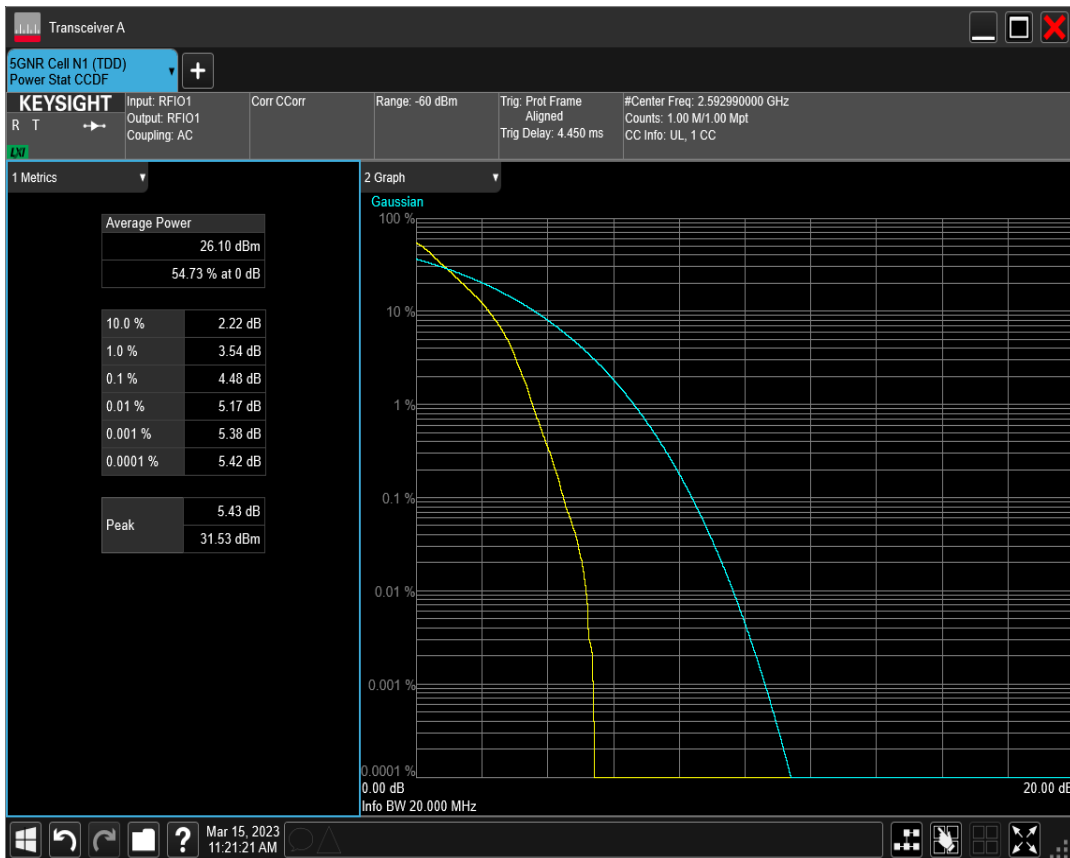 Transceiver A
5GNR Cell N1 (TDD)
Power Stat CCDF
KEYSIGHT
R T
LXI
Input: RFIO1
Output: RFIO1
Coupling: AC
Corr CCorr
Range: -60 dBm
Trig: Prot Frame
Aligned
Trig Delay: 4.450 ms
#Center Freq: 2.592990000 GHz
Counts: 1.00 M/1.00 Mpt
CC Info: UL, 1 CC
1 Metrics
Average Power
26.10 dBm
54.73 % at 0 dB
10.0 % 2.22 dB
1.0 % 3.54 dB
0.1 % 4.48 dB
0.01 % 5.17 dB
0.001 % 5.38 dB
0.0001 % 5.42 dB
Peak
5.43 dB
31.53 dBm
2 Graph
Gaussian
100 %
10 %
1 %
0.1 %
0.01 %
0.001 %
0.0001 %
0.00 dB 20.00 dB
Info BW 20.000 MHz
?
Mar 15, 2023
11:21:21 AM